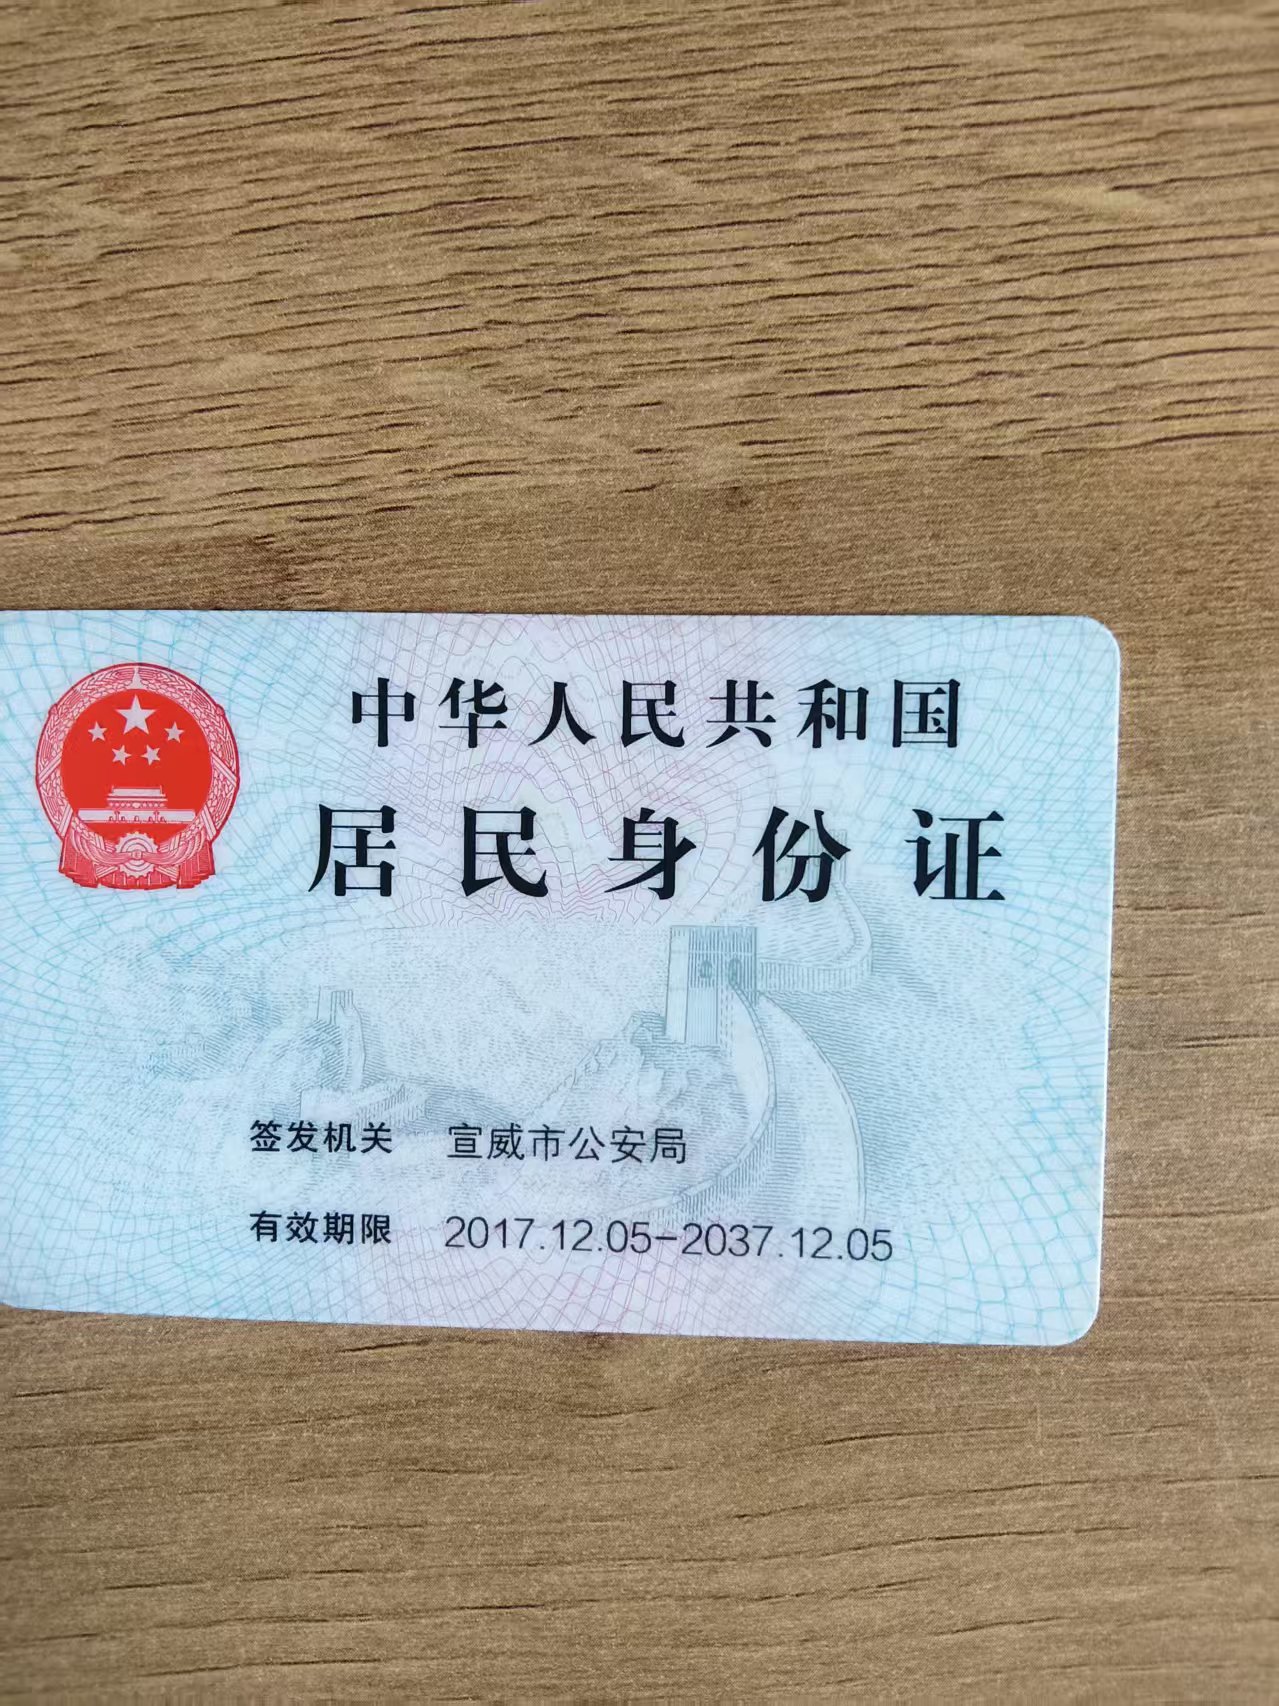 中华人民共和国
居民身份证
签发机关 宣威市公安局
有效期限 2017.12.05-2037.12.05